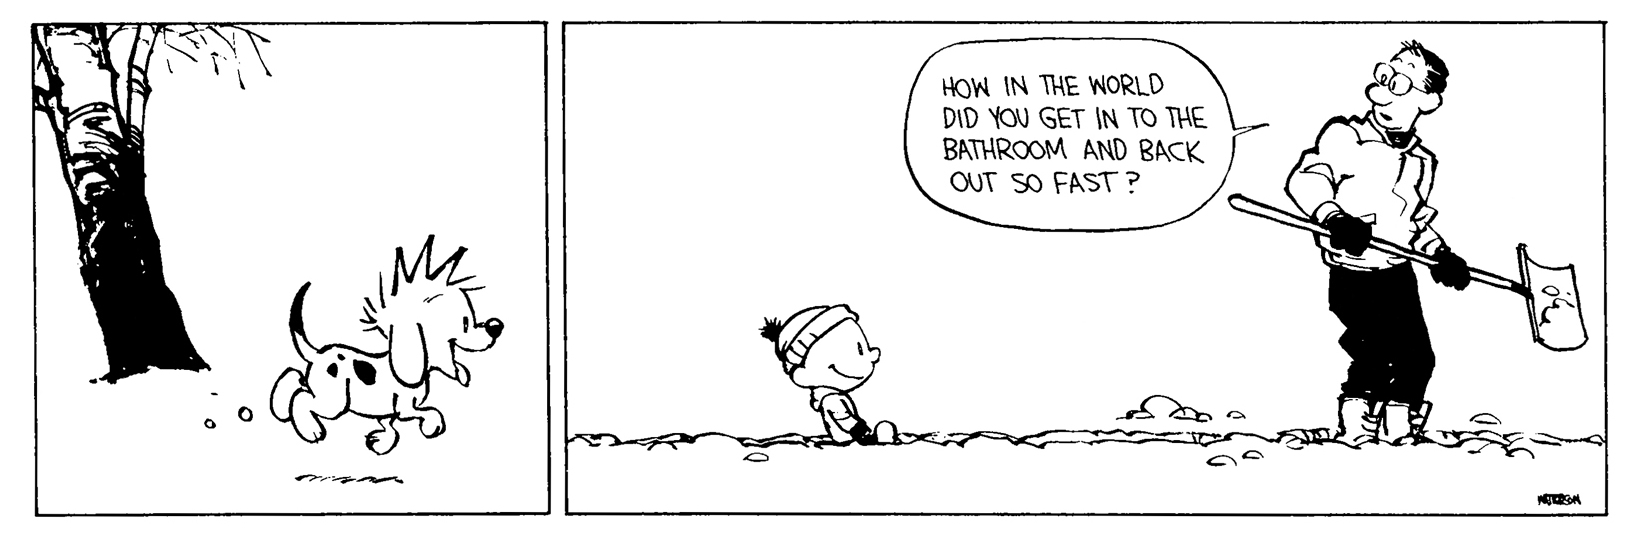 HOW IN THE WORLD
DID YOU GET IN TO THE
BATHROOM AND BACK
OUT SO FAST?
WATTERSON